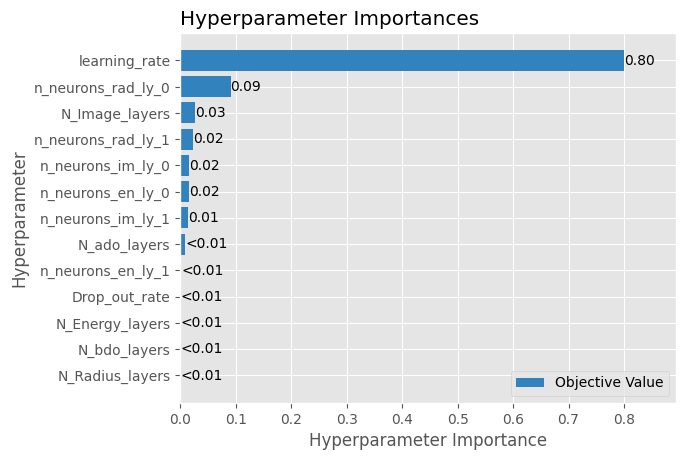 Hyperparameter Importances
learning_rate 0.80
n_neurons_rad_ly_0 0.09
N_Image_layers 0.03
n_neurons_rad_ly_1 0.02
n_neurons_im_ly_0 0.02
n_neurons_en_ly_0 0.02
n_neurons_im_ly_1 0.01
N_ado_layers <0.01
n_neurons_en_ly_1 <0.01
Drop_out_rate <0.01
N_Energy_layers <0.01
N_bdo_layers <0.01
N_Radius_layers <0.01
Hyperparameter
Objective Value
0.0 0.1 0.2 0.3 0.4 0.5 0.6 0.7 0.8
Hyperparameter Importance